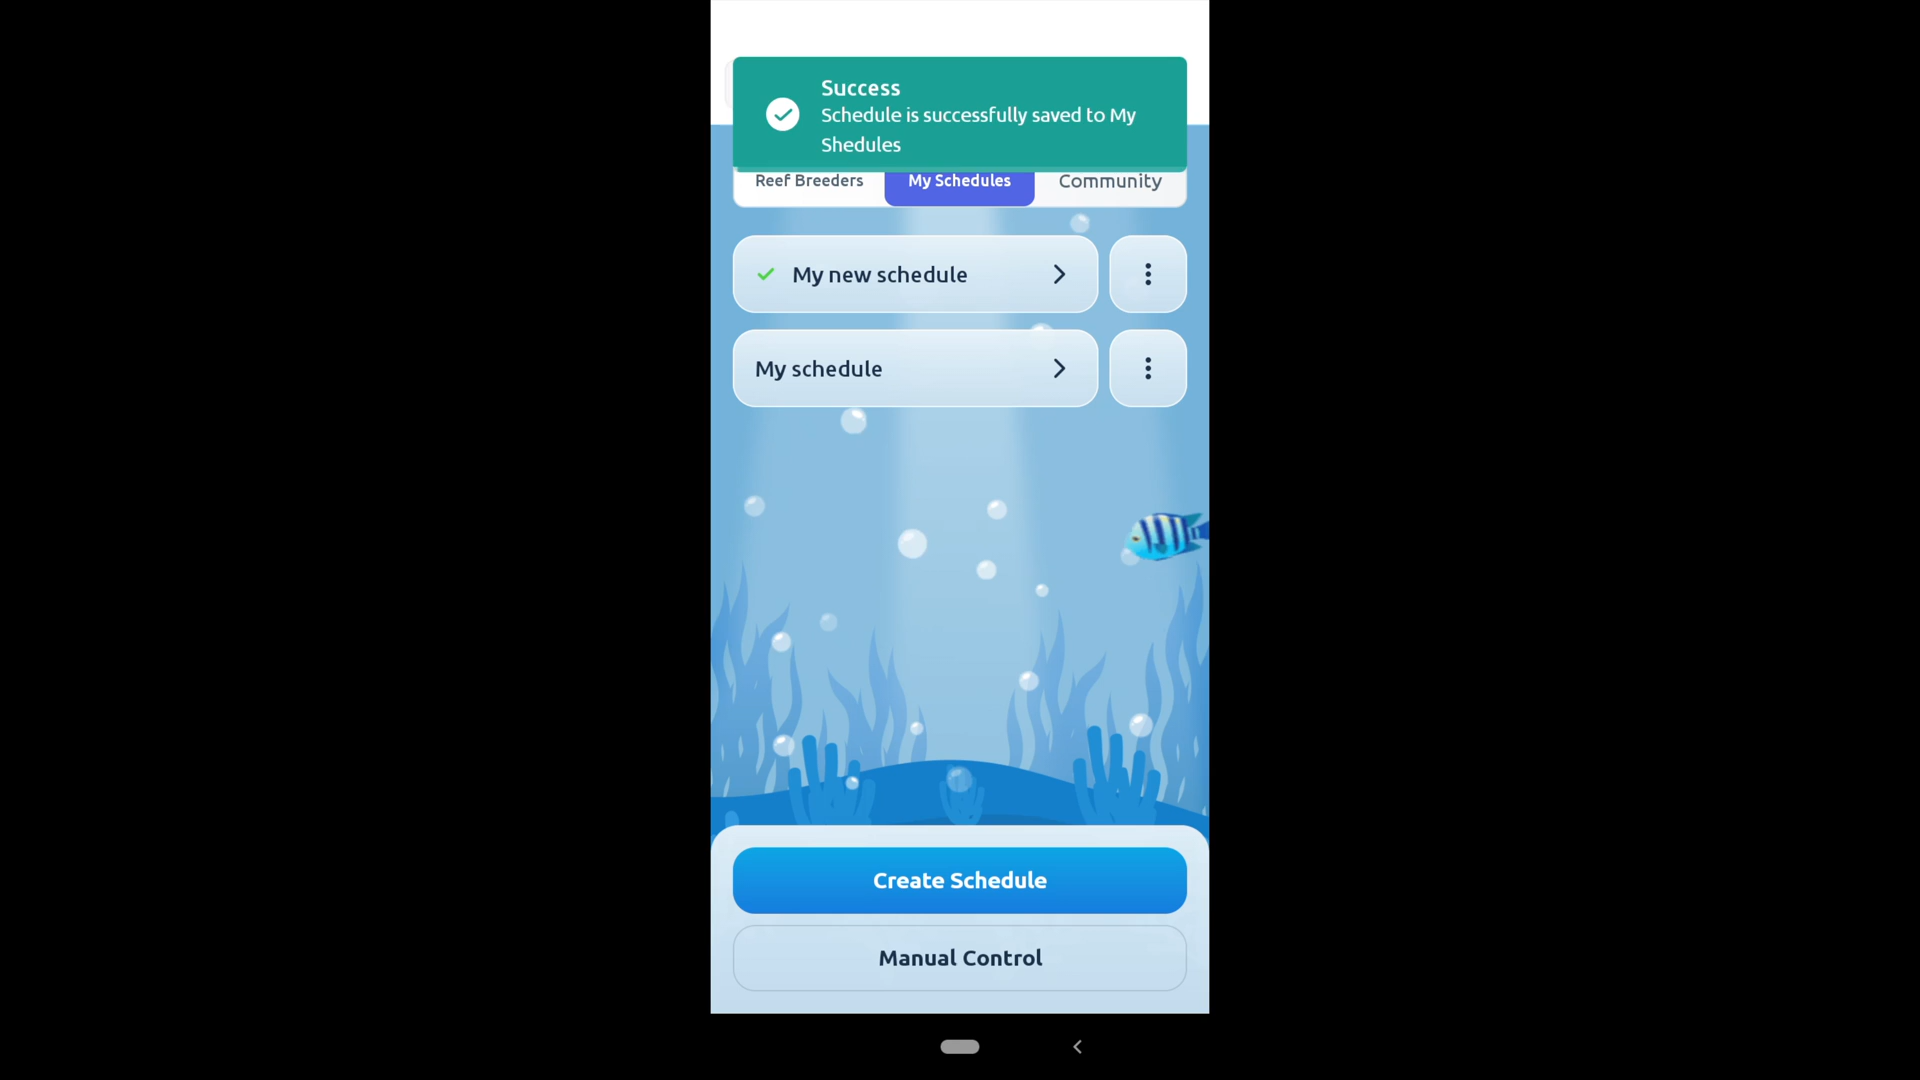 Success
Schedule is successfully saved to My
Shedules
Reef Breeders
My Schedules
Community
My new schedule
My schedule
Create Schedule
Manual Control